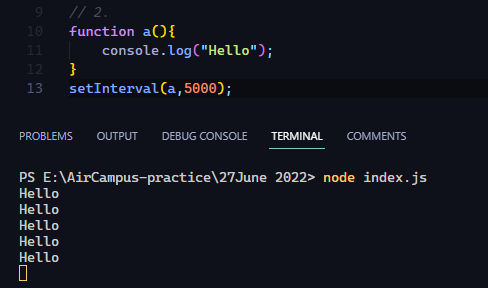 9 // 2.
10 function a(){
11 console.log("Hello");
12 }
13 setInterval(a,5000);
PROBLEMS OUTPUT DEBUG CONSOLE TERMINAL COMMENTS
PS E:\AirCampus-practice\27June 2022> node index.js
Hello
Hello
Hello
Hello
Hello